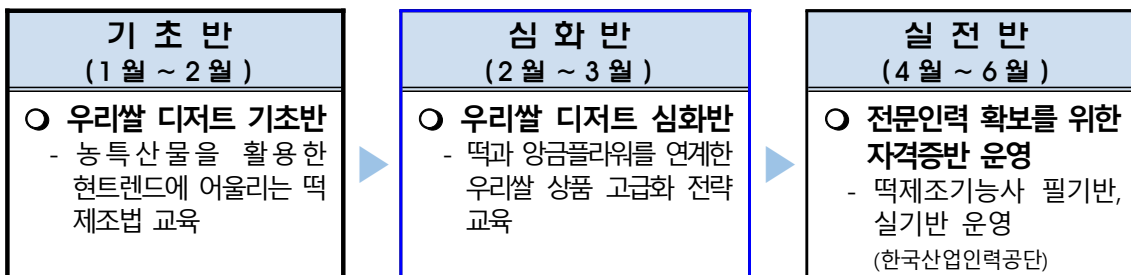 기 초 반
(1월 ~ 2월)
❍ 우리쌀 디저트 기초반
- 농특산물을 활용한
현트렌드에 어울리는 떡
제조법 교육
심 화 반
(2월 ~ 3월)
❍ 우리쌀 디저트 심화반
- 떡과 앙금플라워를 연계한
우리쌀 상품 고급화 전략
교육
실 전 반
(4월 ~ 6월)
❍ 전문인력 확보를 위한
자격증반 운영
- 떡제조기능사 필기반,
실기반 운영
(한국산업인력공단)